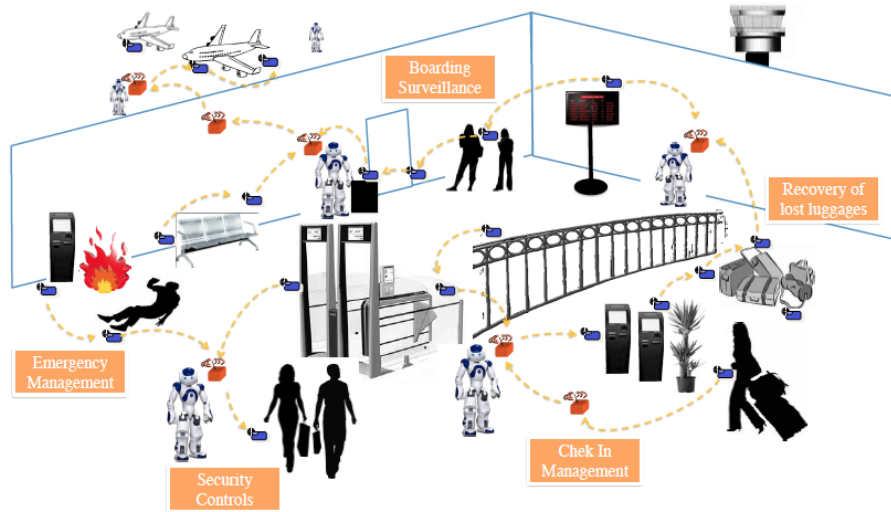 Boarding
Surveillance
Recovery of
lost luggages
Emergency
Management
Security
Controls
Chek In
Management